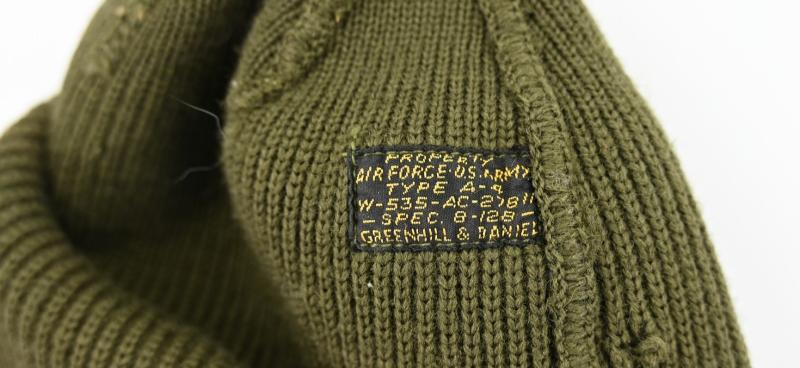 PROPERTY
AIR FORCE U.S. ARMY
TYPE A-4
W-535-AC-27811
- SPEC. 8-128 -
GREENHILL & DANIEL